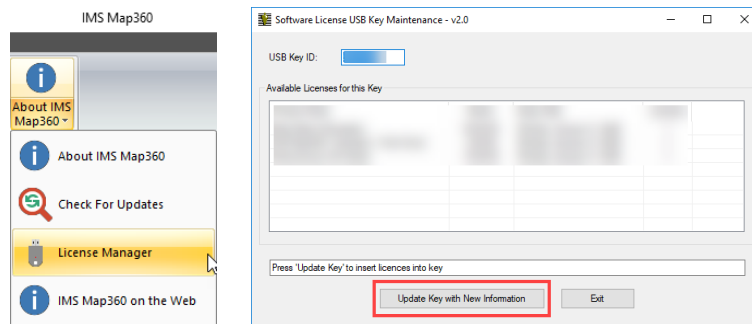 IMS Map360
About IMS
Map360
About IMS Map360
Check For Updates
License Manager
IMS Map360 on the Web
Software License USB Key Maintenance - v2.0
USB Key ID:
Available Licenses for this Key
Press 'Update Key' to insert licences into key
Update Key with New Information
Exit